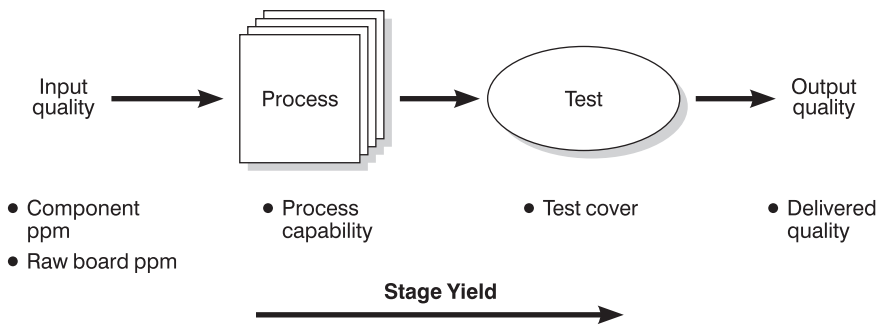 Input
quality
Process
Test
Output
quality
• Component
ppm
• Raw board ppm
• Process
capability
• Test cover
• Delivered
quality
Stage Yield